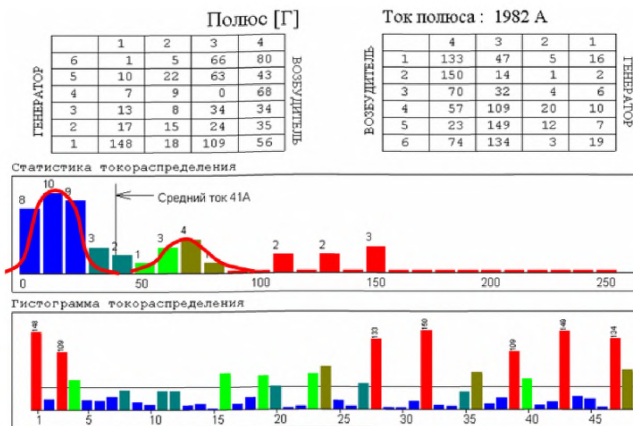 Полюс [Г]
Ток полюса : 1982 А
1 2 3 4
6 1 5 66 80
5 10 22 63 43
4 7 9 0 68
3 13 8 34 34
2 17 15 24 35
1 148 18 109 56
ГЕНЕРАТОР
ВОЗБУДИТЕЛЬ
4 3 2 1
1 133 47 5 16
2 150 14 1 2
3 70 32 4 6
4 57 109 20 10
5 23 149 12 7
6 74 134 3 19
ВОЗБУДИТЕЛЬ
ГЕНЕРАТОР
Статистика токораспределения
8 10 9 3 2 1 3 4 1 2 2 3
Средний ток 41А
0 50 100 150 200 250
Гистограмма токораспределения
148 109 133 150 109 149 134
1 5 10 15 20 25 30 35 40 45